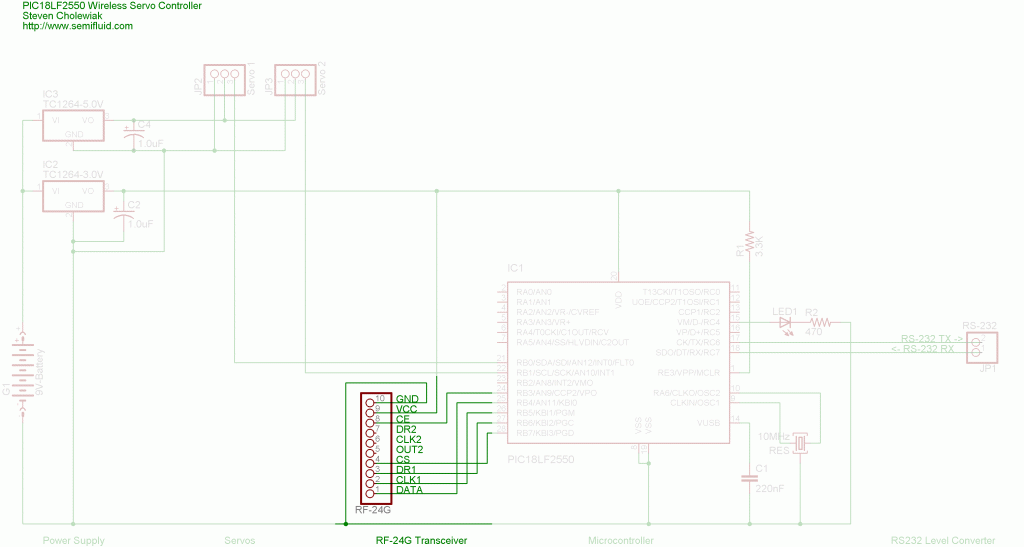 PIC18LF2550 Wireless Servo Controller
Steven Cholewiak
http://www.semifluid.com
JP2
Servo 1
JP3
Servo 2
IC3
TC1264-5.0V
1 VI VO 3
GND
2
C4
1.0uF
IC2
TC1264-3.0V
1 VI VO 3
GND
2
C2
1.0uF
R1
3.3K
IC1
VDD
20
RA0/AN0
RA1/AN1
RA2/AN2/VR-/CVREF
RA3/AN3/VR+
RA4/T0CKI/C1OUT/RCV
RA5/AN4/SS/HLVDIN/C2OUT
RB0/SDA/SDI/AN12/INT0/FLT0
RB1/SCL/SCK/AN10/INT1
RB2/AN8/INT2/VMO
RB3/AN9/CCP2/VPO
RB4/AN11/KBI0
RB5/KBI1/PGM
RB6/KBI2/PGC
RB7/KBI3/PGD
T13CKI/T1OSO/RC0
UOE/CCP2/T1OSI/RC1
CCP1/RC2
VM/D-/RC4
VP/D+/RC5
CK/TX/RC6
SDO/DT/RX/RC7
RE3/VPP/MCLR
RA6/CLKO/OSC2
CLKIN/OSC1
VUSB
VSS
VSS
PIC18LF2550
LED1
R2
470
RS-232
RS-232 TX ->
<- RS-232 RX
JP1
G1
9V-Battery
10 GND
9 VCC
8 CE
7 DR2
6 CLK2
5 OUT2
4 CS
3 DR1
2 CLK1
1 DATA
RF-24G
10MHz
RES
C1
220nF
Power Supply
Servos
RF-24G Transceiver
Microcontroller
RS232 Level Converter